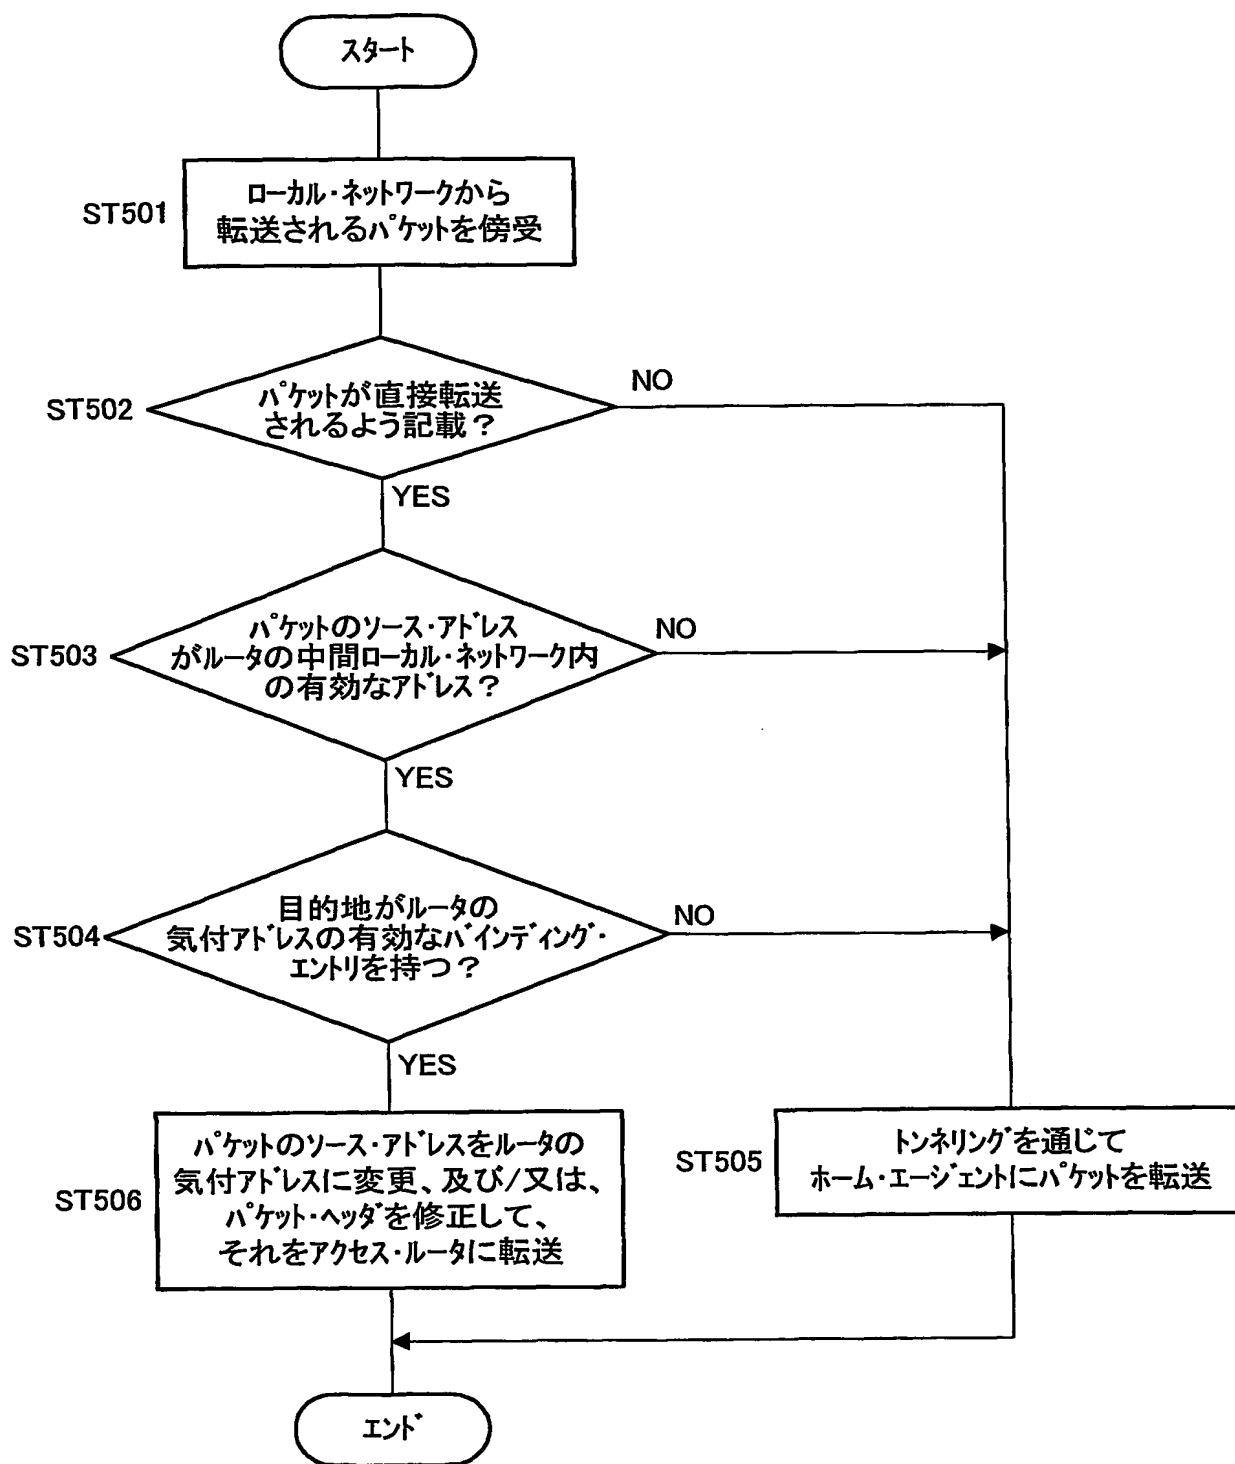 スタート
ST501
ローカル・ネットワークから
転送されるパケットを傍受
ST502
パケットが直接転送
されるよう記載?
NO
YES
ST503
パケットのソース・アドレス
がルータの中間ローカル・ネットワーク内
の有効なアドレス?
NO
YES
ST504
目的地がルータの
気付アドレスの有効なバインディング・
エントリを持つ?
NO
YES
ST506
パケットのソース・アドレスをルータの
気付アドレスに変更、及び/又は、
パケット・ヘッダを修正して、
それをアクセス・ルータに転送
ST505
トンネリングを通じて
ホーム・エージェントにパケットを転送
エンド